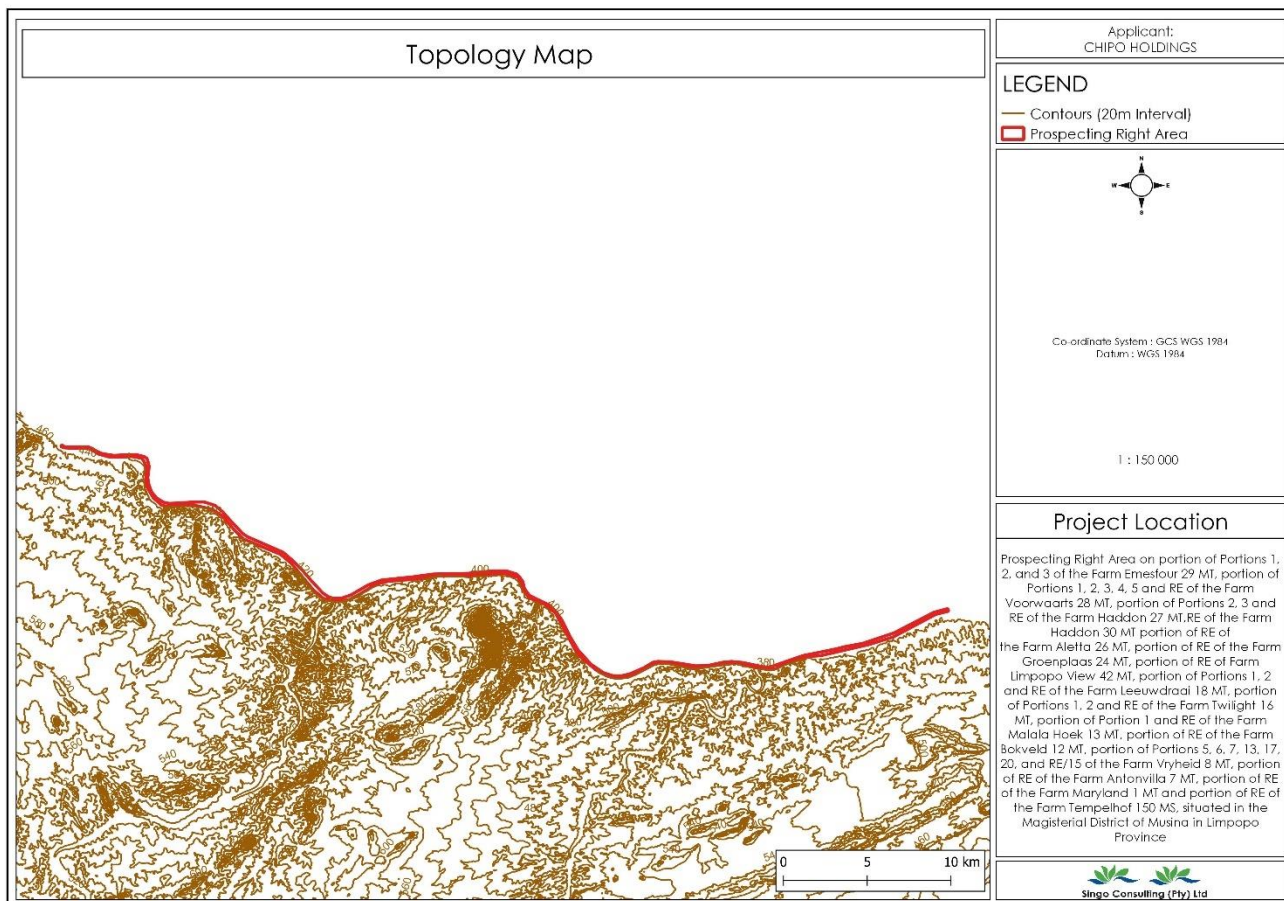 Topology Map
Applicant:
CHIPO HOLDINGS
LEGEND
Contours (20m Interval)
Prospecting Right Area
N
W E
S
Co-ordinate System : GCS WGS 1984
Datum : WGS 1984
1 : 150 000
Project Location
Prospecting Right Area on portion of Portions 1,
2, and 3 of the Farm Emesfour 29 MT, portion of
Portions 1, 2, 3, 4, 5 and RE of the Farm
Voorwaarts 28 MT, portion of Portions 2, 3 and
RE of the Farm Haddon 27 MT.RE of the Farm
Haddon 30 MT portion of RE of
the Farm Aletta 26 MT, portion of RE of the Farm
Groenplaas 24 MT, portion of RE of Farm
Limpopo View 42 MT, portion of Portions 1, 2
and RE of the Farm Leeuwdraai 18 MT, portion
of Portions 1, 2 and RE of the Farm Twilight 16
MT, portion of Portion 1 and RE of the Farm
Malala Hoek 13 MT, portion of RE of the Farm
Bokveld 12 MT, portion of Portions 5, 6, 7, 13, 17,
20, and RE/15 of the Farm Vryheid 8 MT, portion
of RE of the Farm Antonvilla 7 MT, portion of RE
of the Farm Maryland 1 MT and portion of RE of
the Farm Tempelhof 150 MS, situated in the
Magisterial District of Musina in Limpopo
Province
Singo Consulting (Pty) Ltd
460
440
420
400
400
380
580
540
0 5 10 km